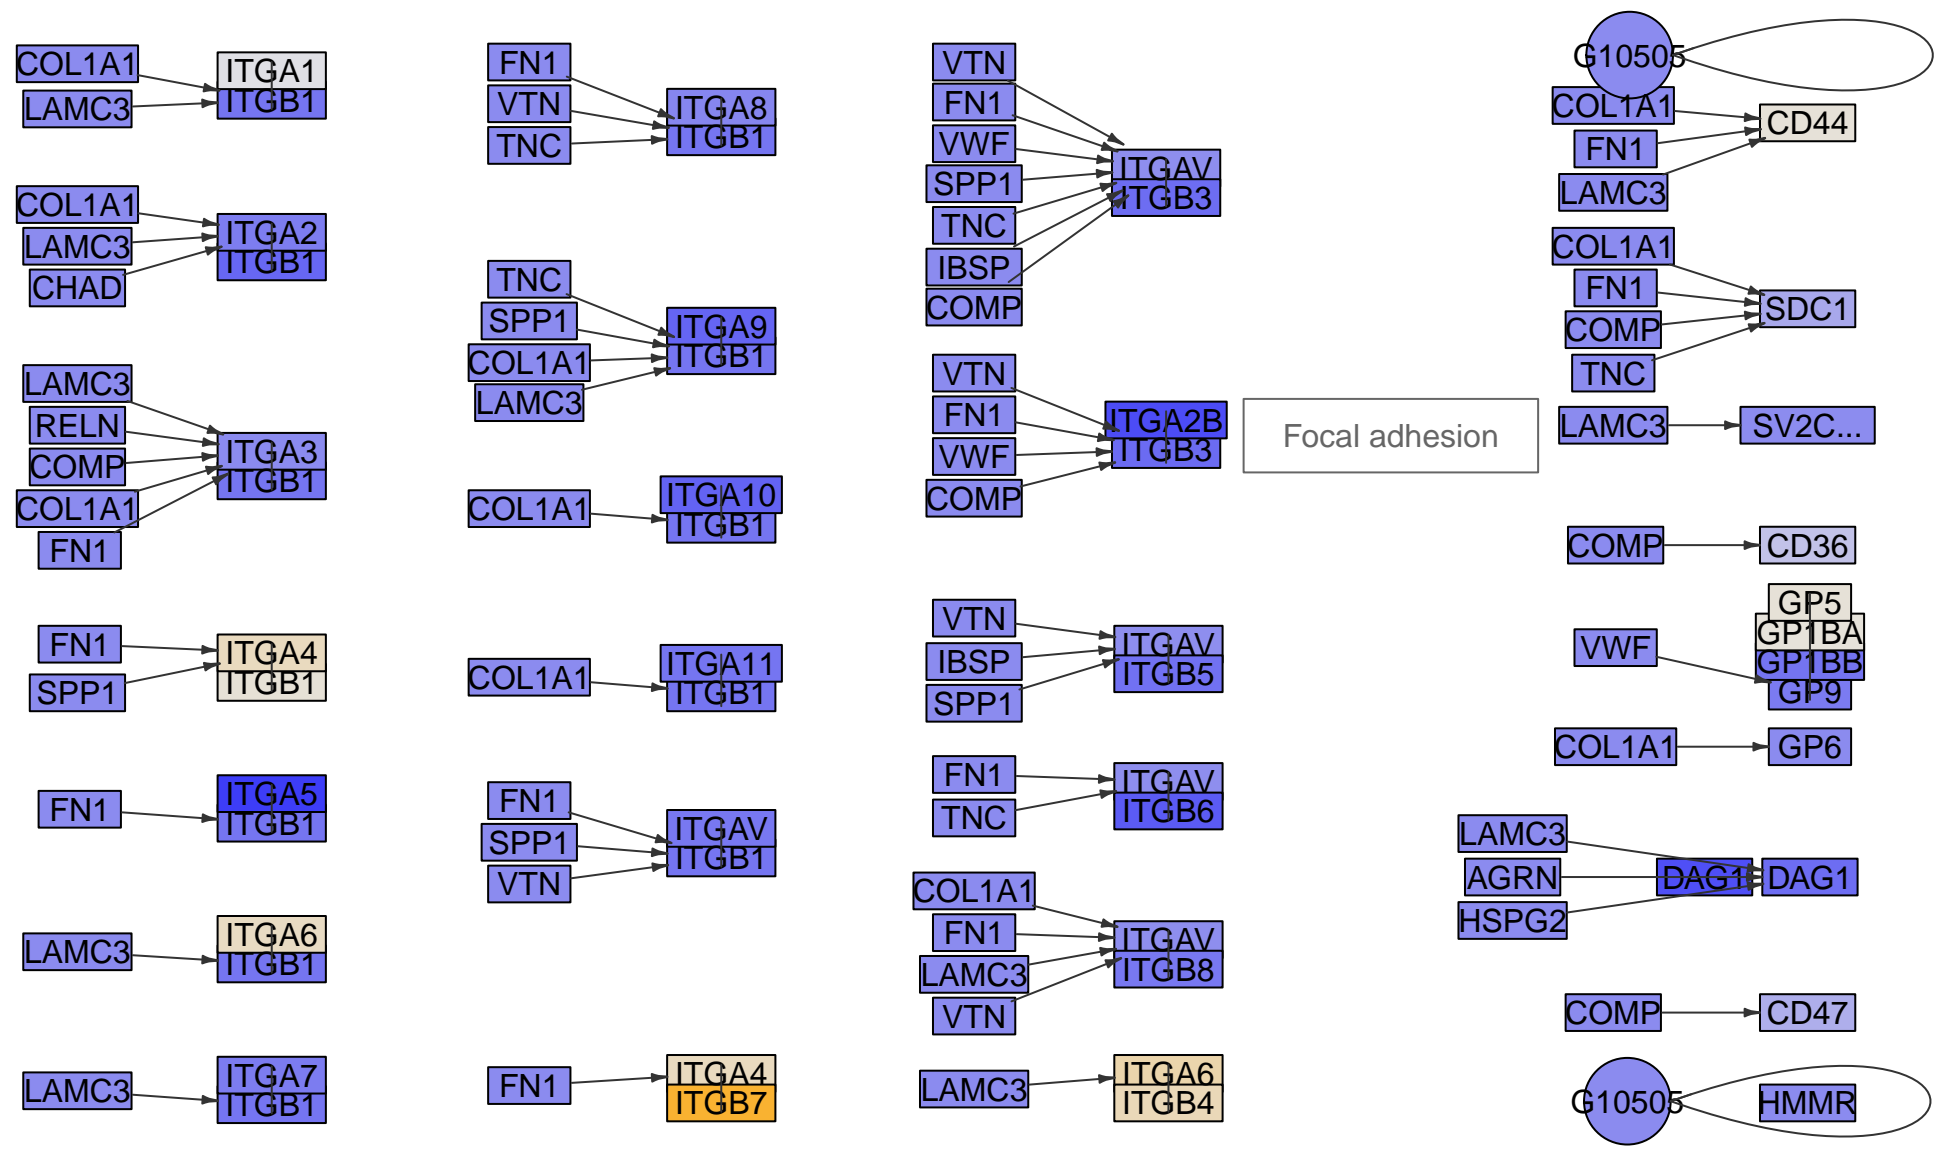 COL1A1
LAMC3
ITGA1
ITGB1
COL1A1
LAMC3
CHAD
ITGA2
ITGB1
LAMC3
RELN
COMP
COL1A1
FN1
ITGA3
ITGB1
FN1
SPP1
ITGA4
ITGB1
FN1
ITGA5
ITGB1
LAMC3
ITGA6
ITGB1
LAMC3
ITGA7
ITGB1
FN1
VTN
TNC
ITGA8
ITGB1
TNC
SPP1
COL1A1
LAMC3
ITGA9
ITGB1
COL1A1
ITGA10
ITGB1
COL1A1
ITGA11
ITGB1
FN1
SPP1
VTN
ITGAV
ITGB1
FN1
ITGA4
ITGB7
VTN
FN1
VWF
SPP1
TNC
IBSP
COMP
ITGAV
ITGB3
VTN
FN1
VWF
COMP
ITGA2B
ITGB3
Focal adhesion
VTN
IBSP
SPP1
ITGAV
ITGB5
FN1
TNC
ITGAV
ITGB6
COL1A1
FN1
LAMC3
VTN
ITGAV
ITGB8
LAMC3
ITGA6
ITGB4
G10505
COL1A1
FN1
LAMC3
CD44
COL1A1
FN1
COMP
TNC
SDC1
LAMC3
SV2C...
COMP
CD36
VWF
GP5
GP1BA
GP1BB
GP9
COL1A1
GP6
LAMC3
AGRN
HSPG2
DAG1
DAG1
COMP
CD47
G10505
HMMR